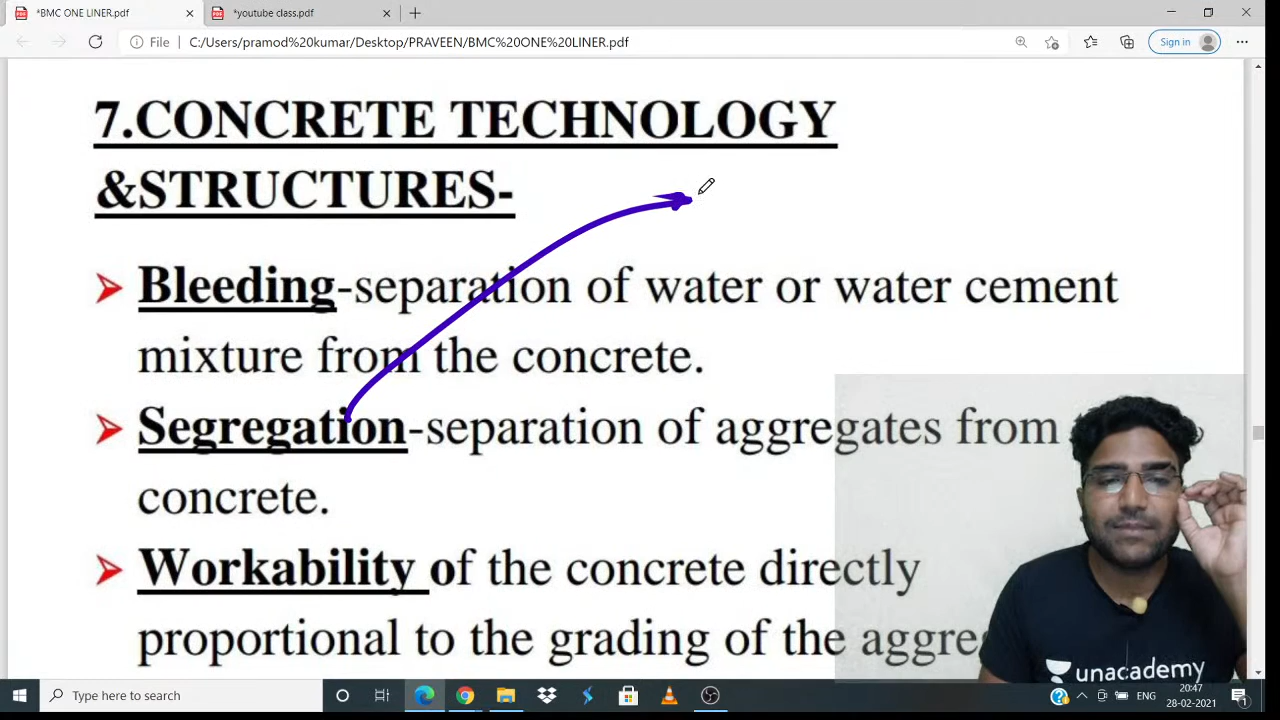 *BMC ONE LINER.pdf
*youtube class.pdf
File
C:/Users/pramod%20kumar/Desktop/PRAVEEN/BMC%20ONE%20LINER.pdf
Sign in
7.CONCRETE TECHNOLOGY
&STRUCTURES-
Bleeding-separation of water or water cement
mixture from the concrete.
Segregation-separation of aggregates from
concrete.
Workability of the concrete directly
proportional to the grading of the
unacademy
Type here to search
ENG
20:47
28-02-2021